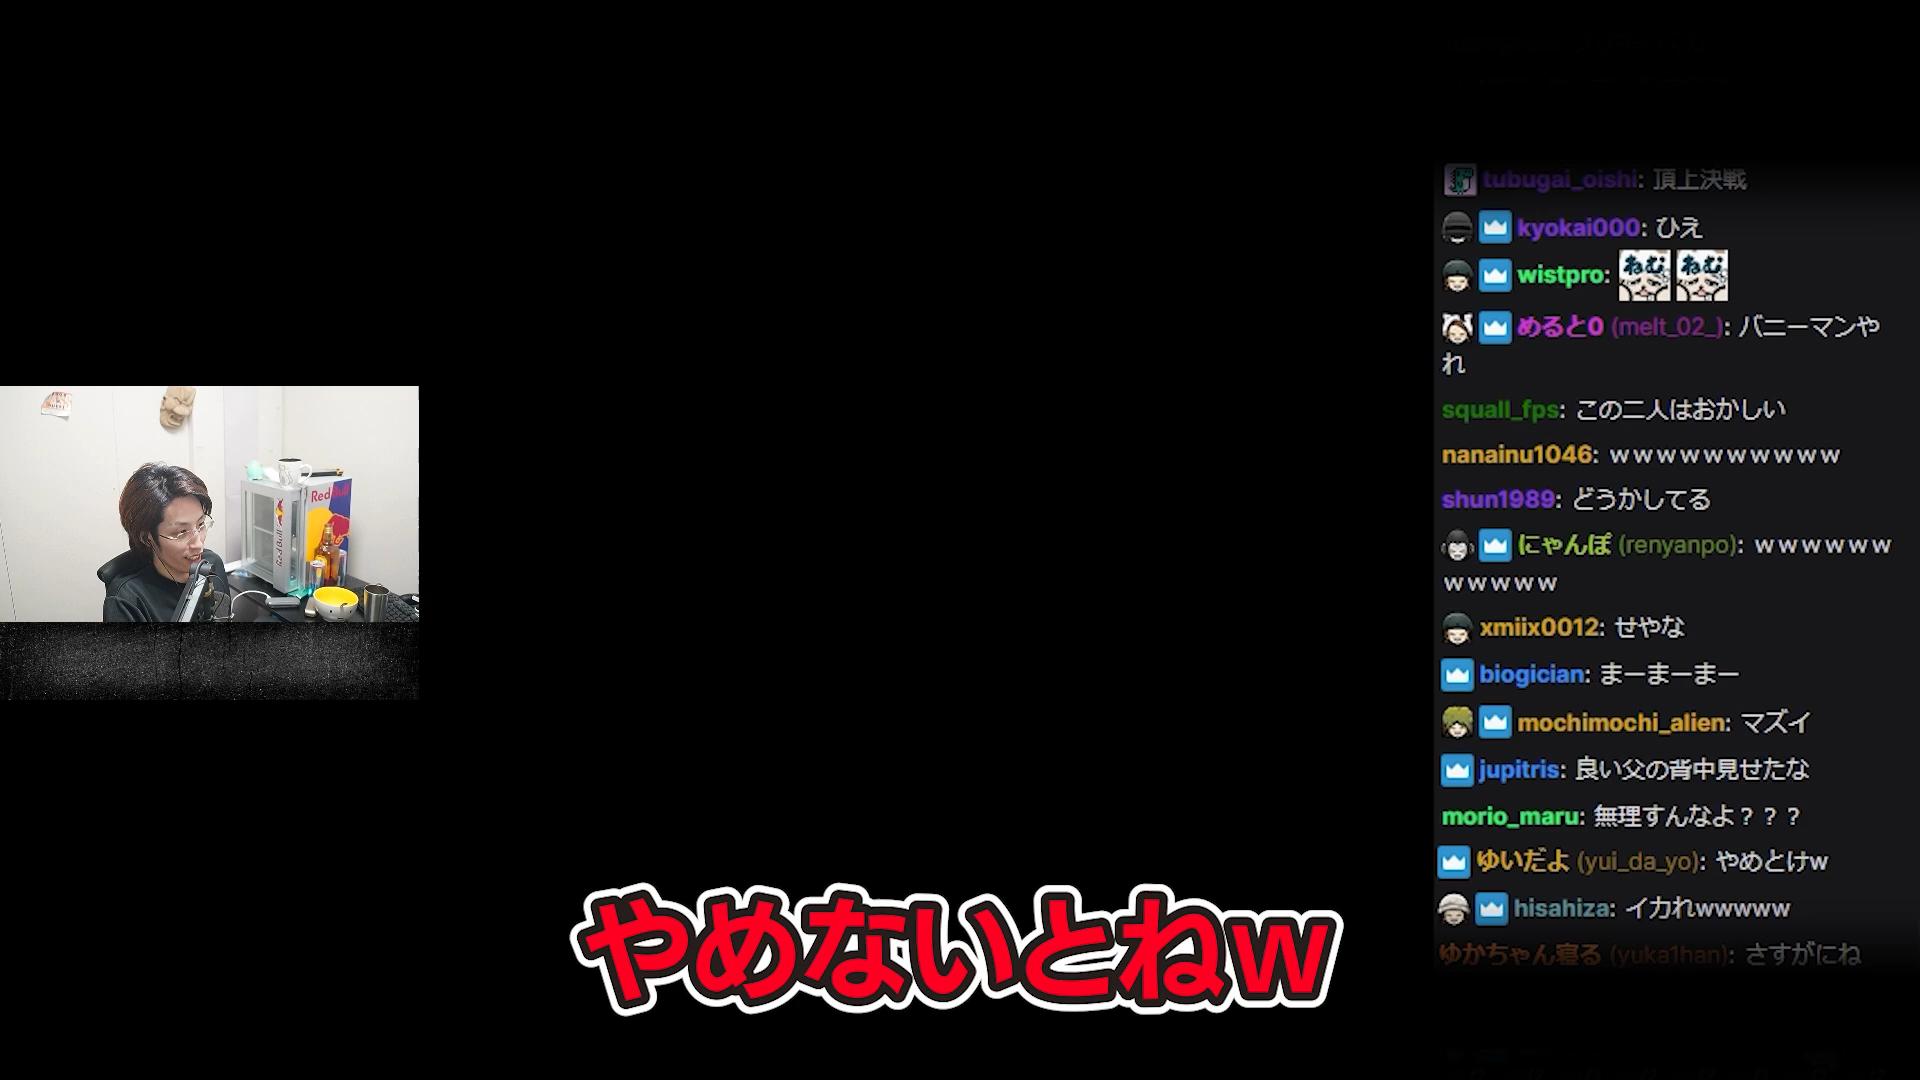 tubugai_oishi: 頂上決戦
kyokai000: ひえ
wistpro: ねむ ねむ
めると0 (melt_02_): バニーマンや
れ
squall_fps: この二人はおかしい
nanainu1046: ｗｗｗｗｗｗｗｗｗｗ
shun1989: どうかしてる
にゃんぽ (renyanpo): ｗｗｗｗｗｗ
ｗｗｗｗｗ
xmiix0012: せやな
biogician: まーまーまー
mochimochi_alien: マズイ
jupitris: 良い父の背中見せたな
morio_maru: 無理すんなよ？？？
ゆいだよ (yui_da_yo): やめとけw
hisahiza: イカれwwwww
ゆかちゃん寝る (yuka1han): さすがにね
Red Bull
Red Bull
やめないとねw